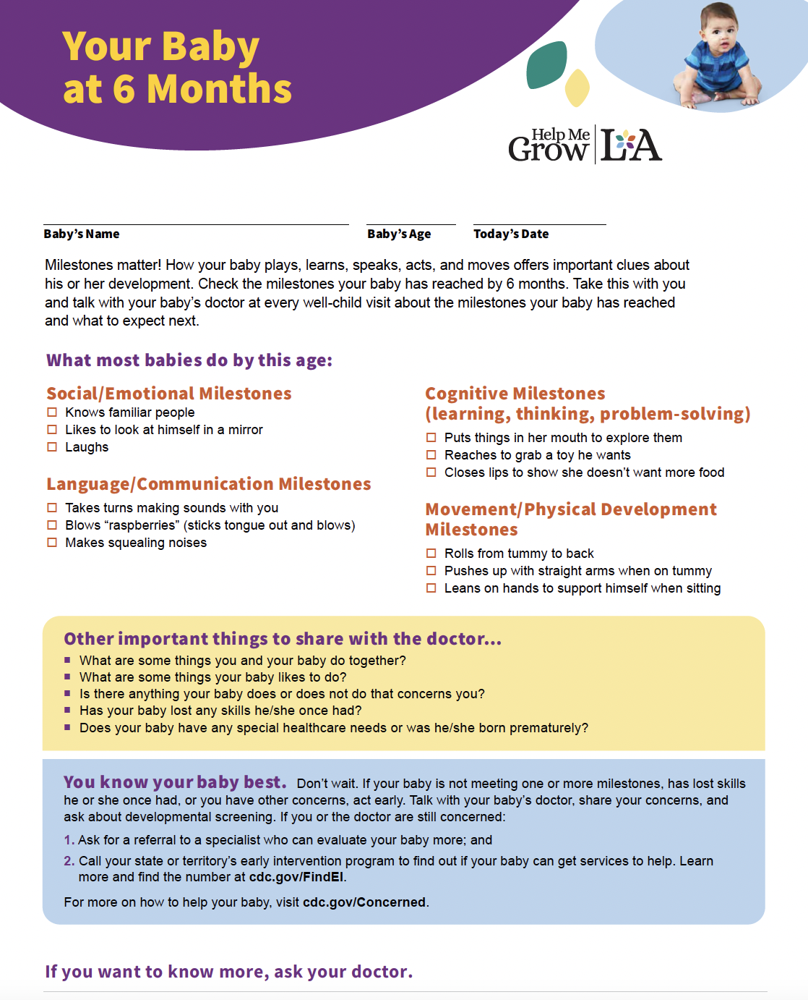 Your Baby
at 6 Months
Help Me
Grow
LA
Baby’s Name
Baby’s Age
Today’s Date
Milestones matter! How your baby plays, learns, speaks, acts, and moves offers important clues about
his or her development. Check the milestones your baby has reached by 6 months. Take this with you
and talk with your baby’s doctor at every well-child visit about the milestones your baby has reached
and what to expect next.
What most babies do by this age:
Social/Emotional Milestones
Knows familiar people
Likes to look at himself in a mirror
Laughs
Language/Communication Milestones
Takes turns making sounds with you
Blows “raspberries” (sticks tongue out and blows)
Makes squealing noises
Cognitive Milestones
(learning, thinking, problem-solving)
Puts things in her mouth to explore them
Reaches to grab a toy he wants
Closes lips to show she doesn’t want more food
Movement/Physical Development
Milestones
Rolls from tummy to back
Pushes up with straight arms when on tummy
Leans on hands to support himself when sitting
Other important things to share with the doctor...
What are some things you and your baby do together?
What are some things your baby likes to do?
Is there anything your baby does or does not do that concerns you?
Has your baby lost any skills he/she once had?
Does your baby have any special healthcare needs or was he/she born prematurely?
You know your baby best. Don’t wait. If your baby is not meeting one or more milestones, has lost skills
he or she once had, or you have other concerns, act early. Talk with your baby’s doctor, share your concerns, and
ask about developmental screening. If you or the doctor are still concerned:
1. Ask for a referral to a specialist who can evaluate your baby more; and
2. Call your state or territory’s early intervention program to find out if your baby can get services to help. Learn
more and find the number at cdc.gov/FindEI.
For more on how to help your baby, visit cdc.gov/Concerned.
If you want to know more, ask your doctor.